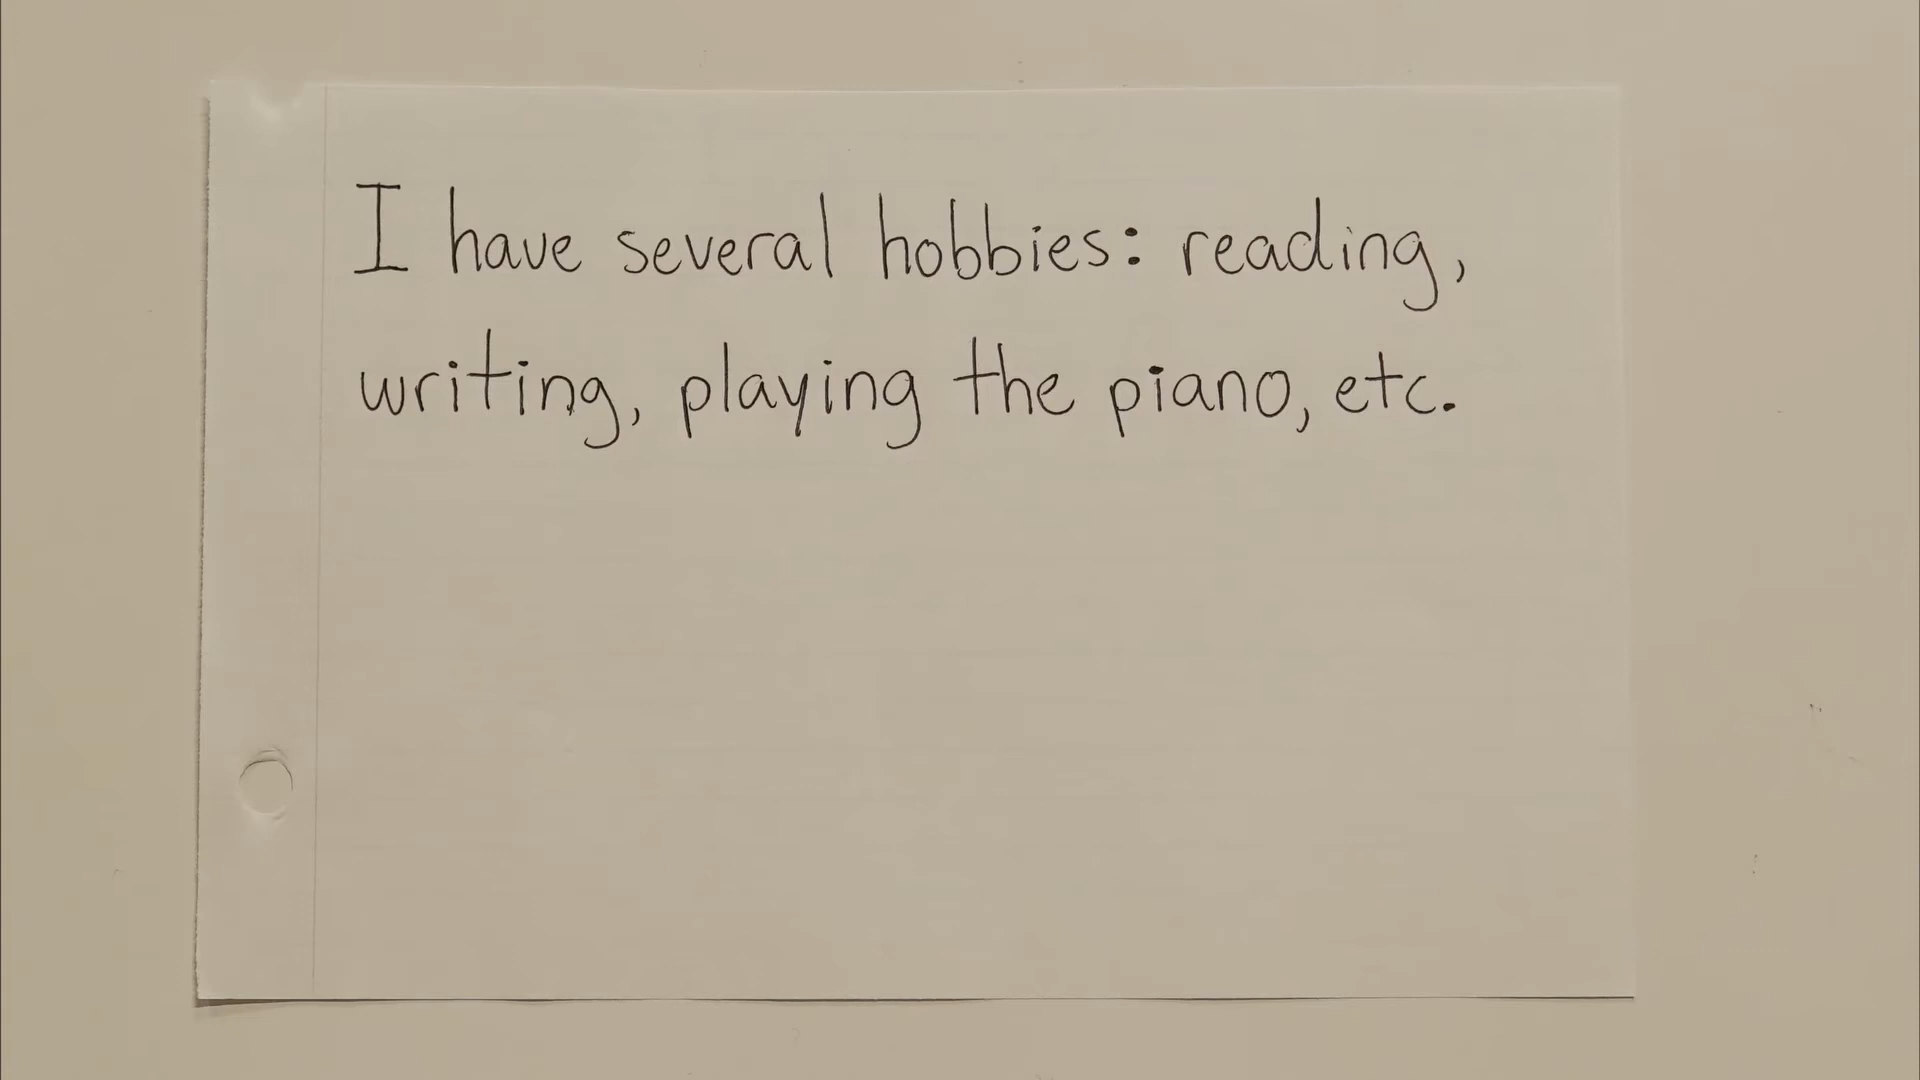 I have several hobbies: reading,
writing, playing the piano, etc.